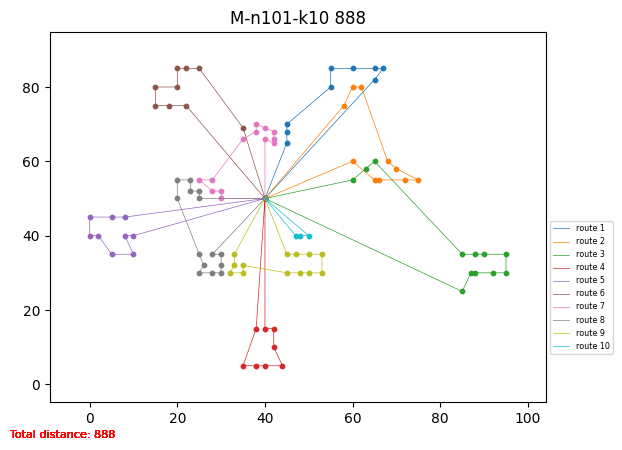 M-n101-k10 888
80
60
40
20
0
0 20 40 60 80 100
route 1
route 2
route 3
route 4
route 5
route 6
route 7
route 8
route 9
route 10
Total distance: 888